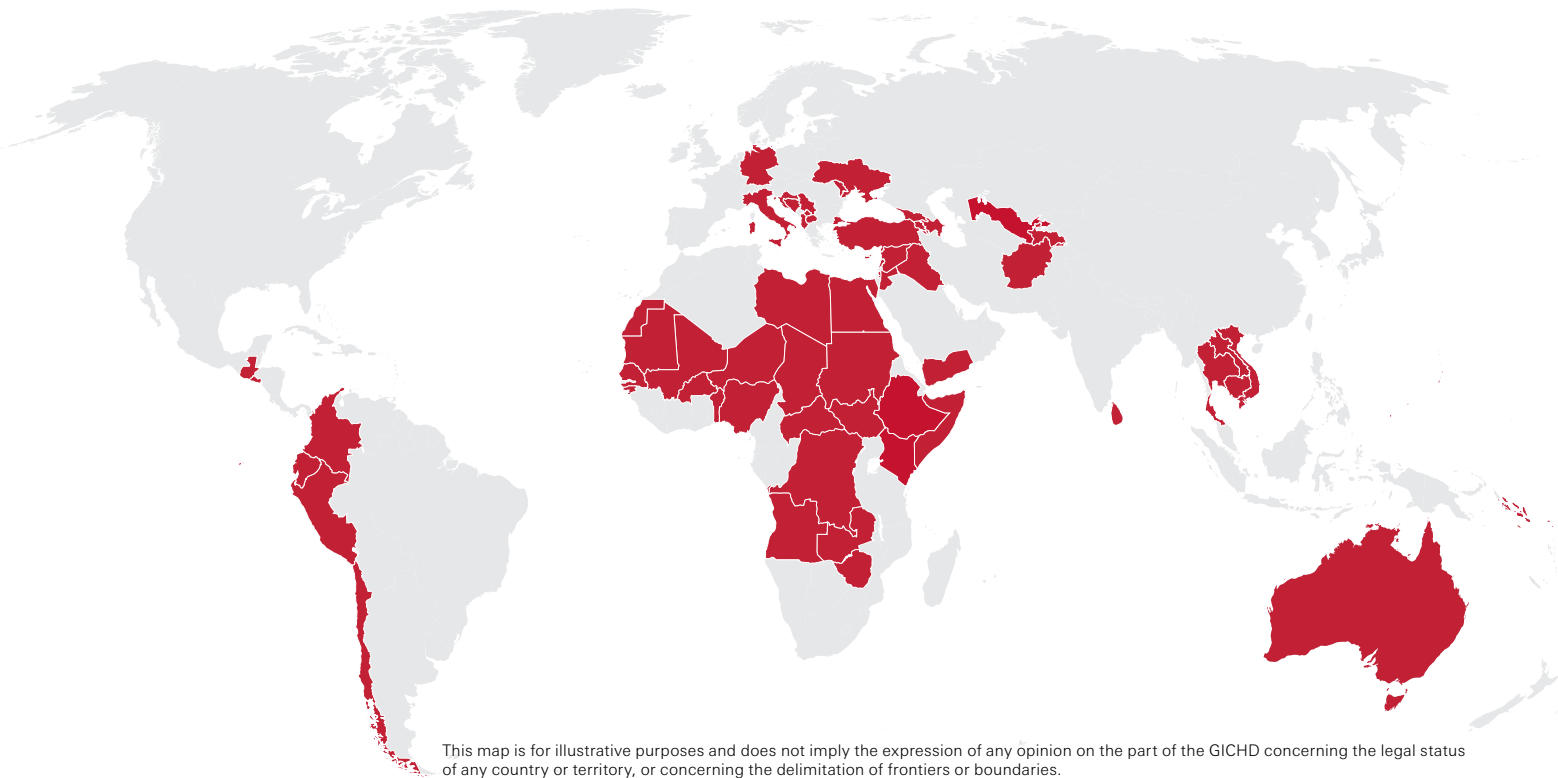 This map is for illustrative purposes and does not imply the expression of any opinion on the part of the GICHD concerning the legal status
of any country or territory, or concerning the delimitation of frontiers or boundaries.